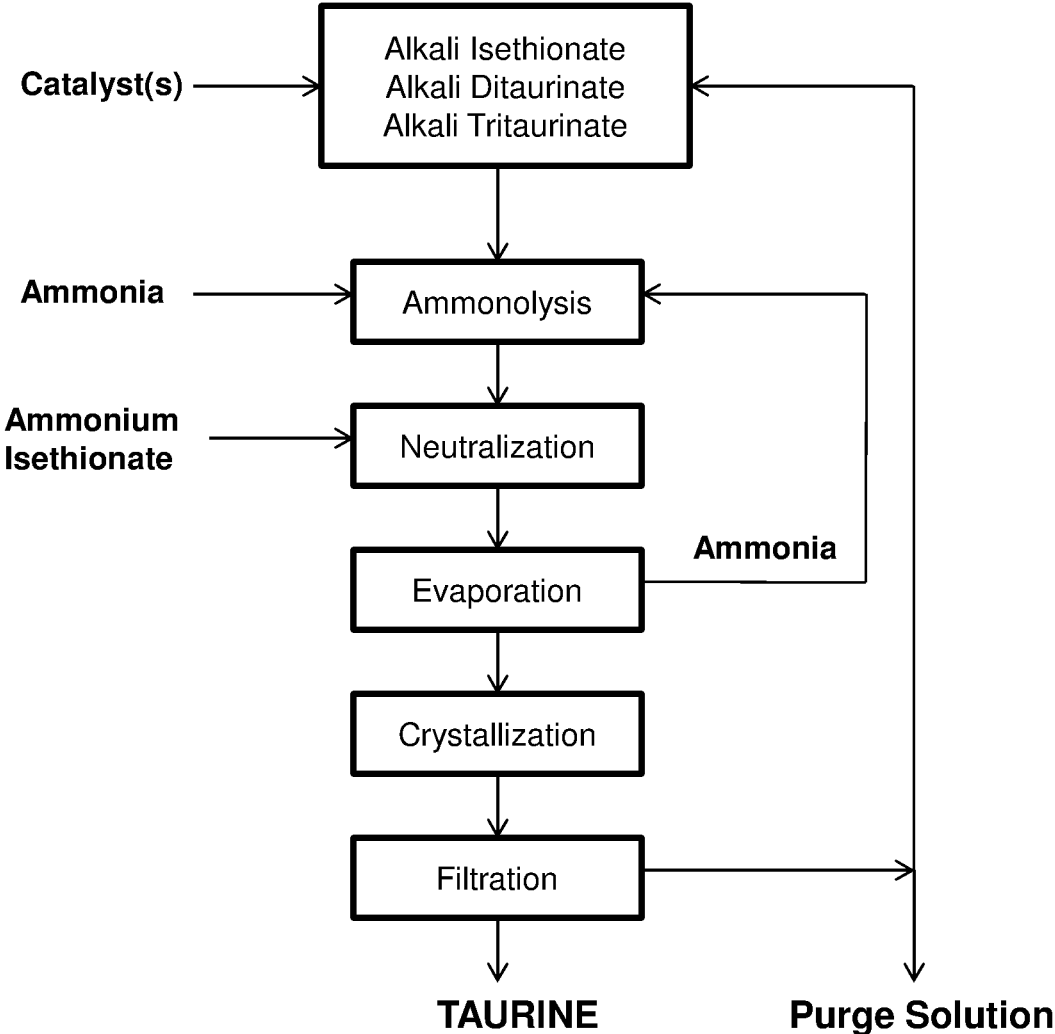 Alkali Isethionate
Catalyst(s)
Alkali Ditaurinate
Alkali Tritaurinate
Ammonia
Ammonolysis
Ammonium
Isethionate
Neutralization
Ammonia
Evaporation
Crystallization
Filtration
TAURINE
Purge Solution